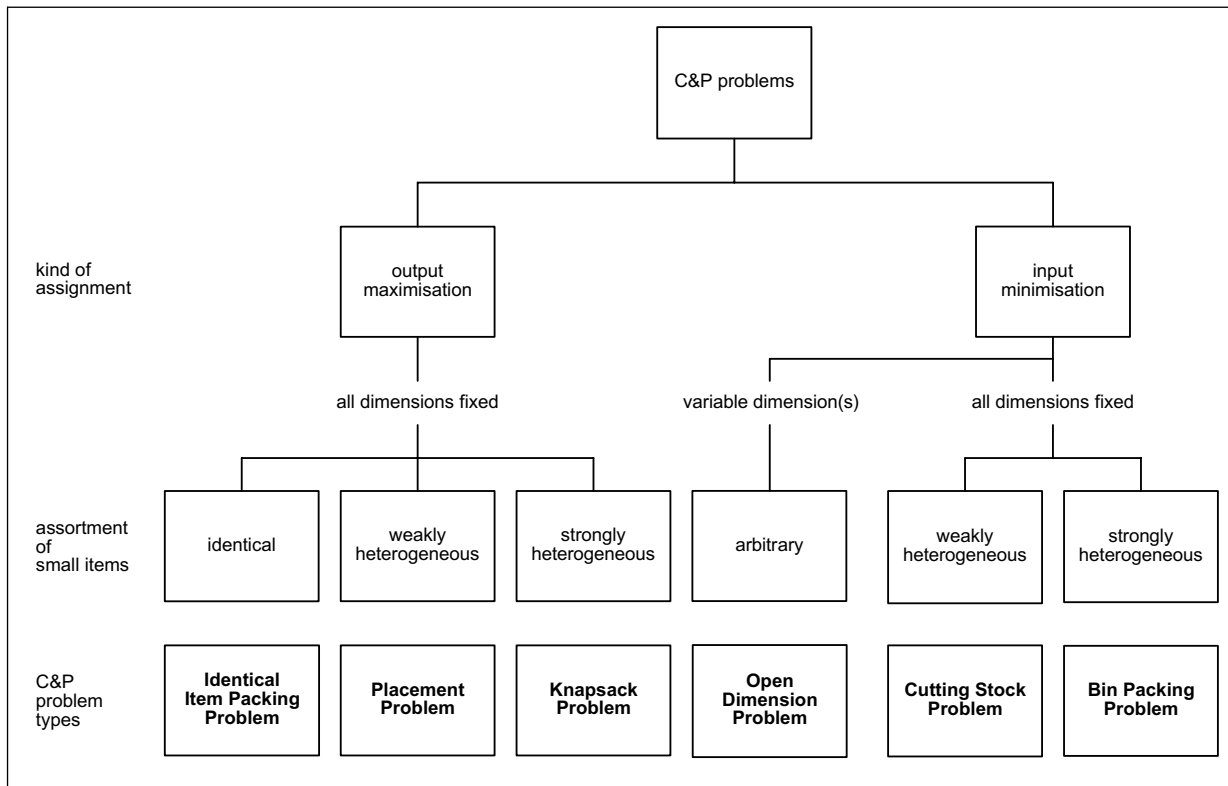 C&P problems
kind of
assignment
output
maximisation
input
minimisation
all dimensions fixed
variable dimension(s)
all dimensions fixed
assortment
of
small items
identical
weakly
heterogeneous
strongly
heterogeneous
arbitrary
weakly
heterogeneous
strongly
heterogeneous
C&P
problem
types
Identical
Item Packing
Problem
Placement
Problem
Knapsack
Problem
Open
Dimension
Problem
Cutting Stock
Problem
Bin Packing
Problem